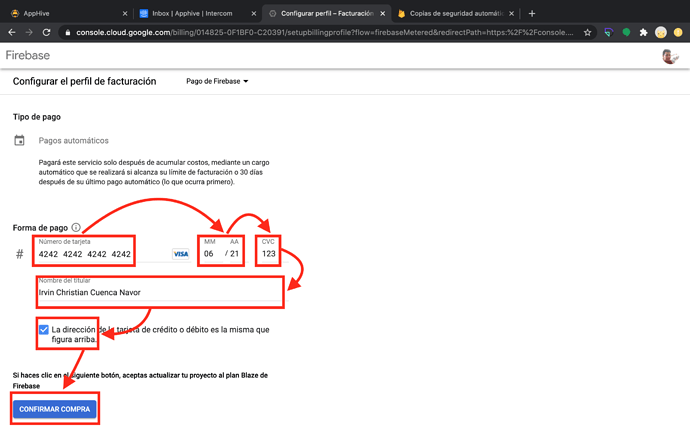 AppHive
Inbox | Apphive | Intercom
Configurar perfil – Facturación
Copias de seguridad automátic
console.cloud.google.com/billing/014825-0F1BF0-C20391/setupbillingprofile?flow=firebaseMetered&redirectPath=https:%2F%2Fconsole....
Firebase
Configurar el perfil de facturación
Pago de Firebase
Tipo de pago
Pagos automáticos
Pagará este servicio solo después de acumular costos, mediante un cargo
automático que se realizará si alcanza su límite de facturación o 30 días
después de su último pago automático (lo que ocurra primero).
Forma de pago
Número de tarjeta
MM
AA
CVC
# 4242 4242 4242 4242
VISA
06
/ 21
123
Nombre del titular
Irvin Christian Cuenca Navor
La dirección de la tarjeta de crédito o débito es la misma que
figura arriba.
Si haces clic en el siguiente botón, aceptas actualizar tu proyecto al plan Blaze de
Firebase
CONFIRMAR COMPRA